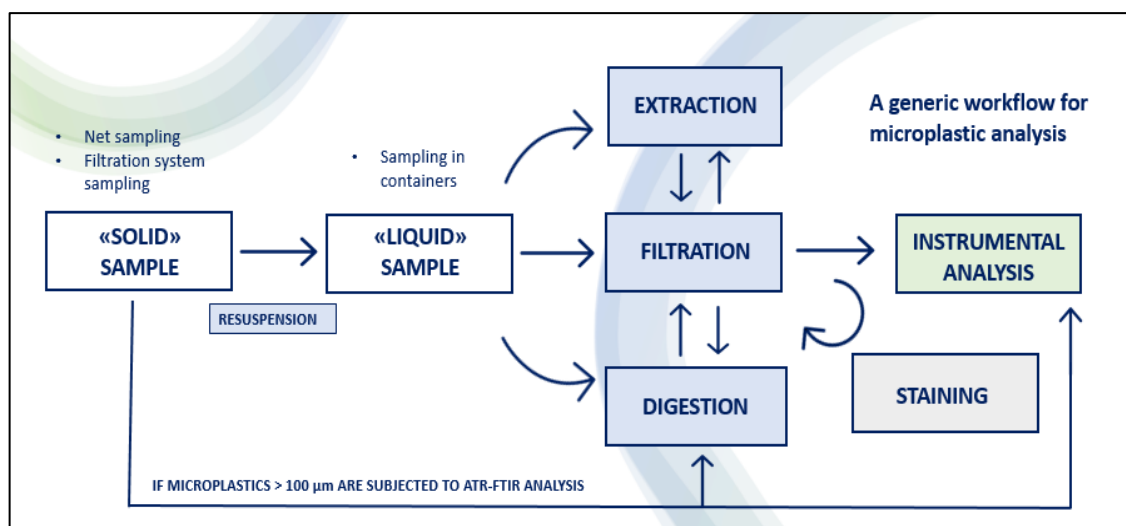 A generic workflow for
microplastic analysis
• Net sampling
• Filtration system
sampling
• Sampling in
containers
«SOLID»
SAMPLE
RESUSPENSION
«LIQUID»
SAMPLE
EXTRACTION
FILTRATION
DIGESTION
INSTRUMENTAL
ANALYSIS
STAINING
IF MICROPLASTICS > 100 µm ARE SUBJECTED TO ATR-FTIR ANALYSIS